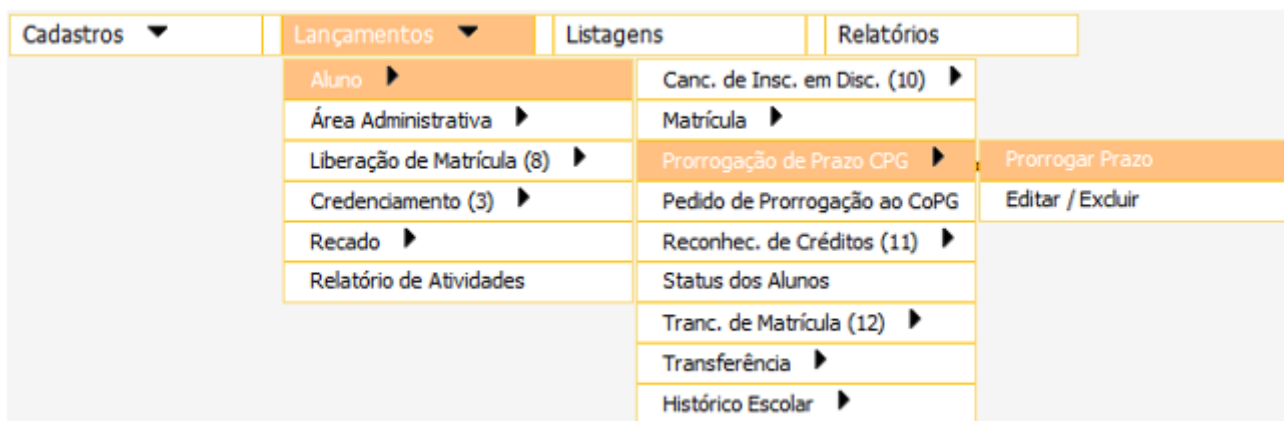 Cadastros
Lançamentos
Listagens
Relatórios
Aluno
Área Administrativa
Liberação de Matrícula (8)
Credenciamento (3)
Recado
Relatório de Atividades
Canc. de Insc. em Disc. (10)
Matrícula
Prorrogação de Prazo CPG
Pedido de Prorrogação ao CoPG
Reconhec. de Créditos (11)
Status dos Alunos
Tranc. de Matrícula (12)
Transferência
Histórico Escolar
Prorrogar Prazo
Editar / Excluir